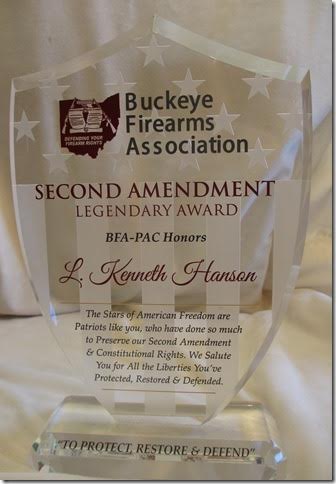 Buckeye
Firearms
Association
DEFENDING YOUR
FIREARM RIGHTS
SECOND AMENDMENT
LEGENDARY AWARD
BFA-PAC Honors
L. Kenneth Hanson
The Stars of American Freedom are
Patriots like you, who have done so much
to Preserve our Second Amendment
& Constitutional Rights. We Salute
You for All the Liberties You've
Protected, Restored & Defended.
"TO PROTECT, RESTORE & DEFEND"